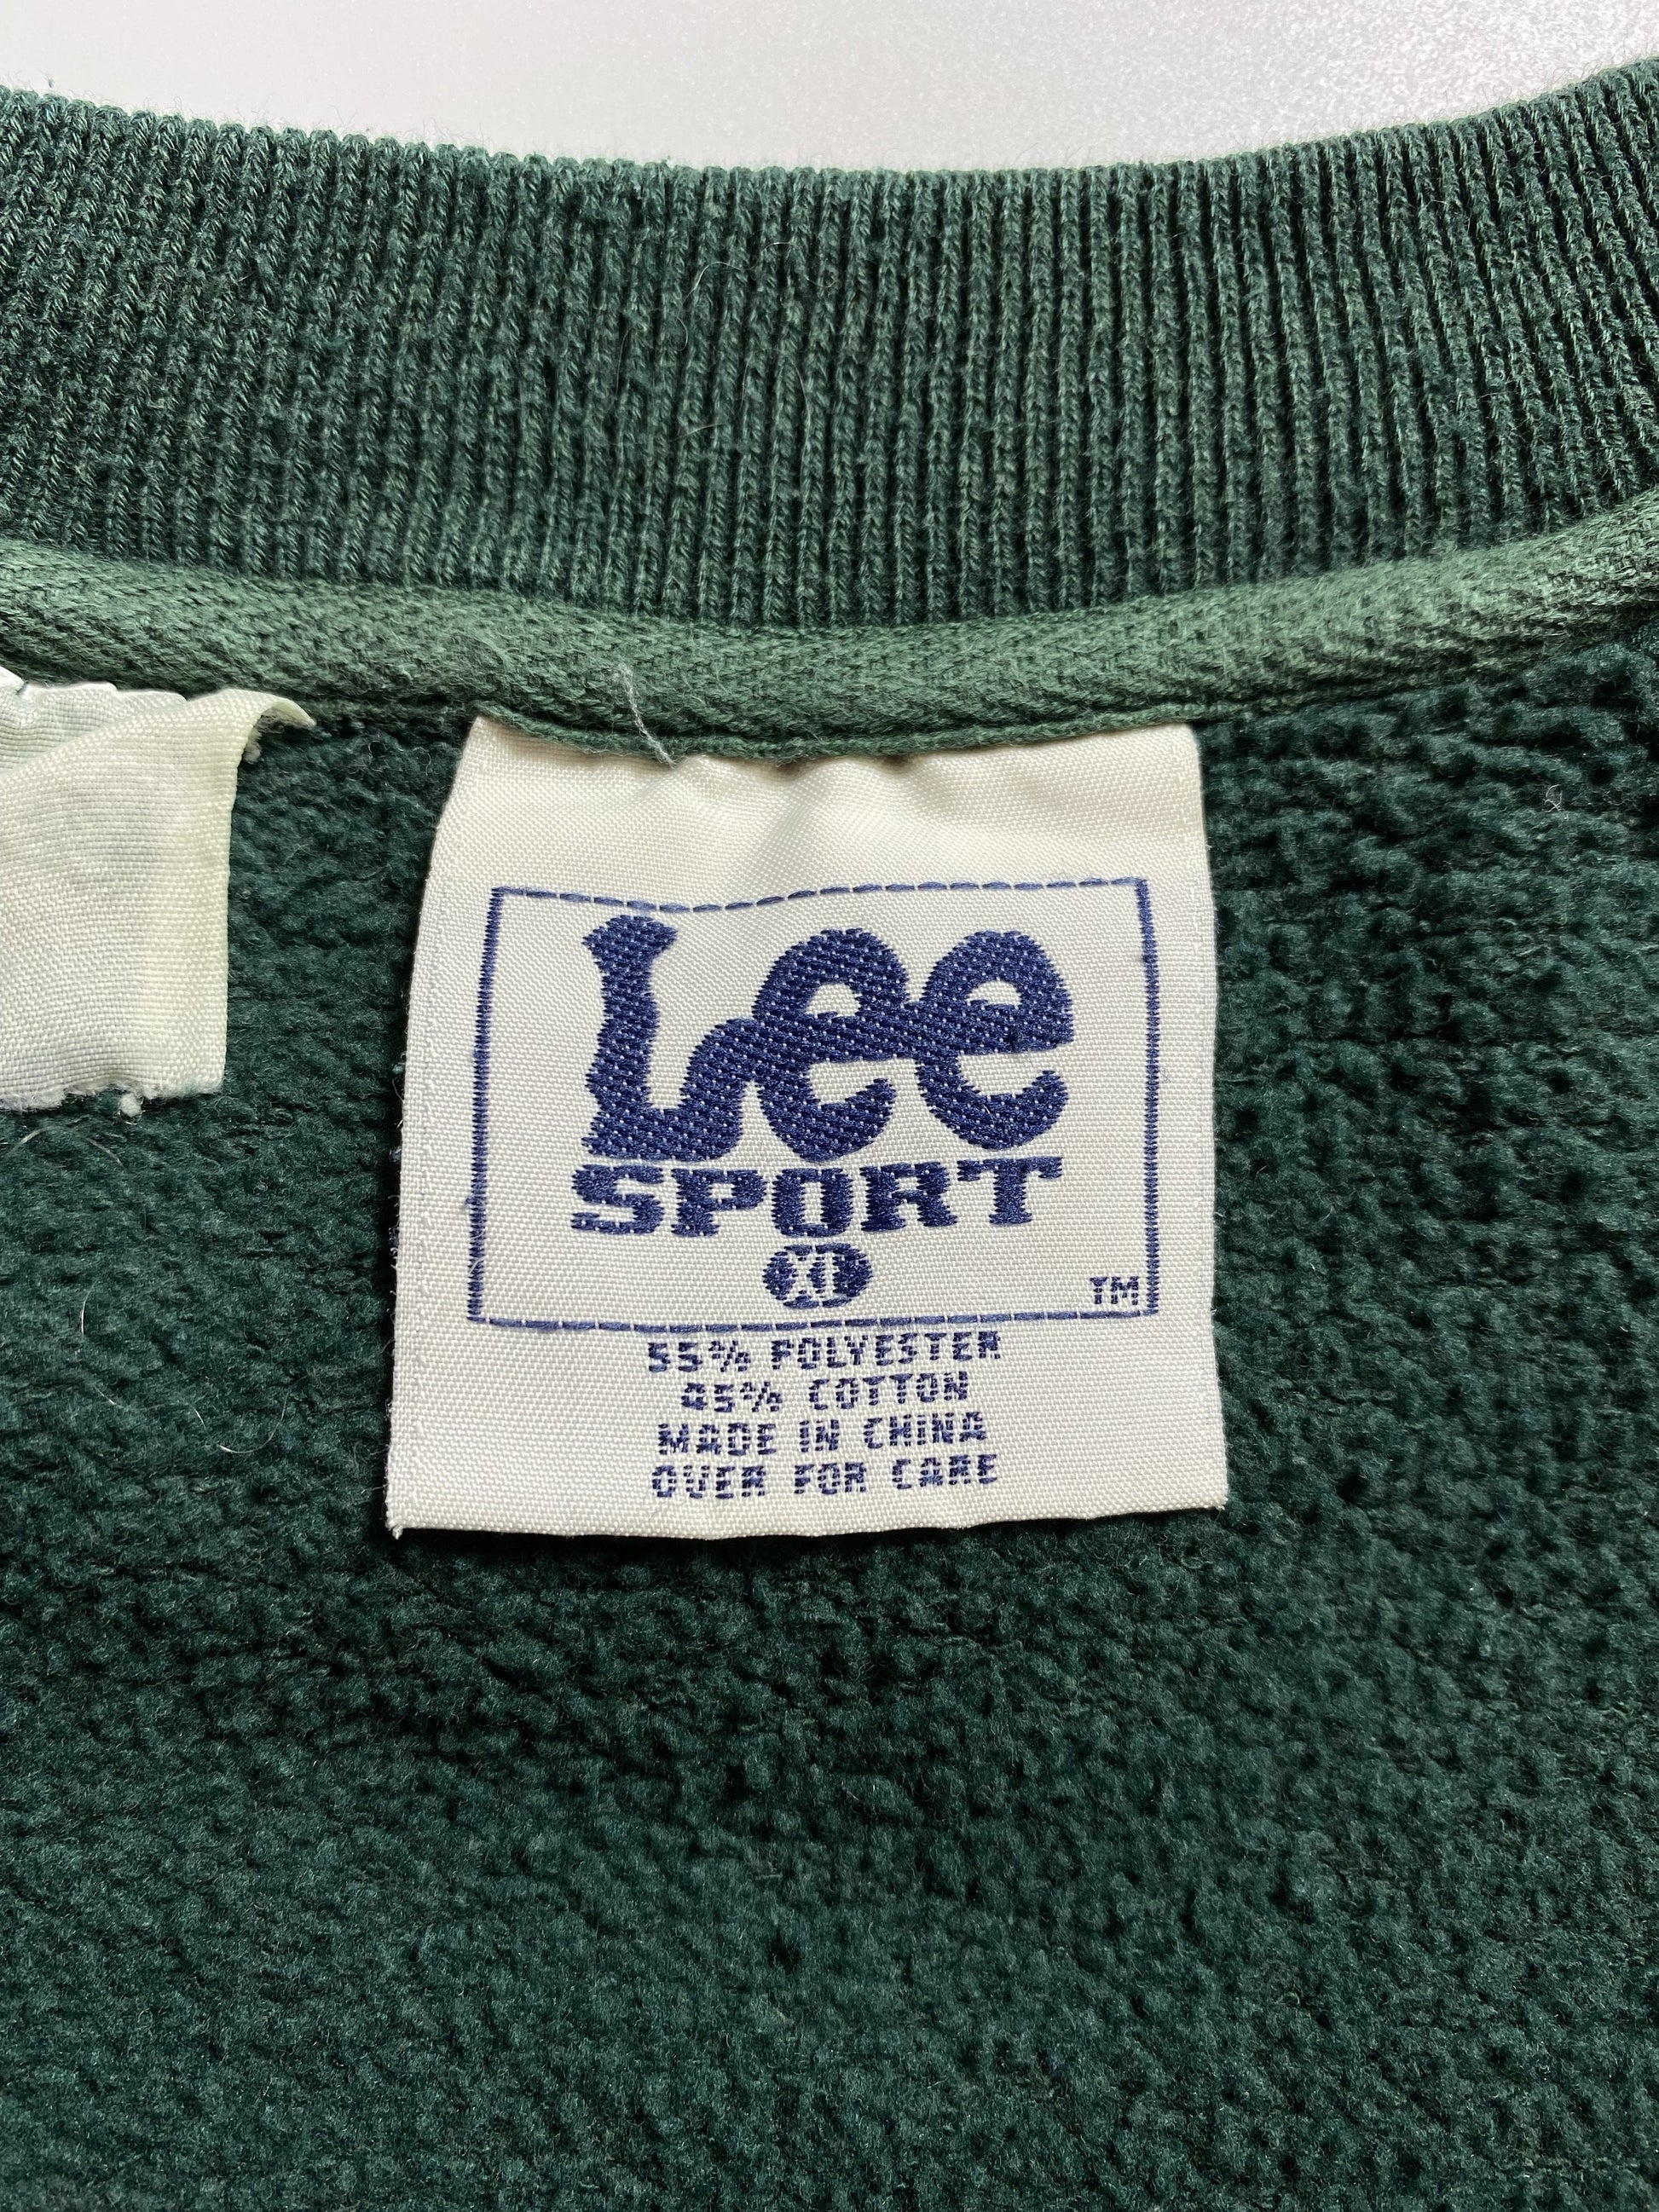 Lee
SPORT
XL
TM
55% POLYESTER
45% COTTON
MADE IN CHINA
OVER FOR CARE